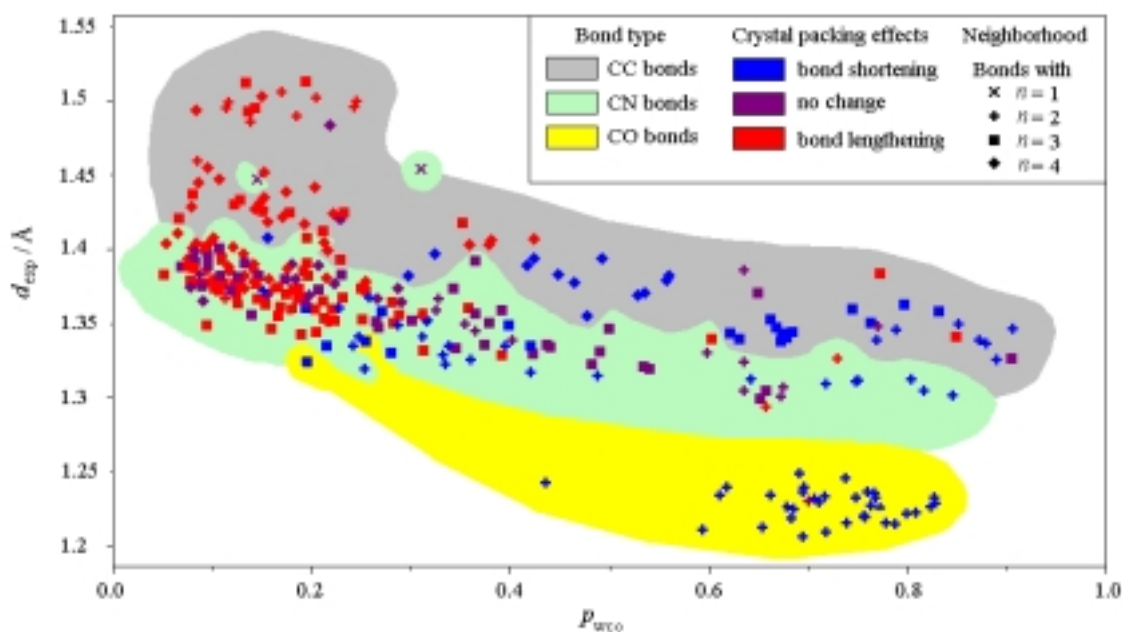 1.55
1.5
1.45
1.4
1.35
1.3
1.25
1.2
d_exp / Å
0.0
0.2
0.4
0.6
0.8
1.0
p_wco
Bond type
CC bonds
CN bonds
CO bonds
Crystal packing effects
bond shortening
no change
bond lengthening
Neighborhood
Bonds with
n = 1
n = 2
n = 3
n = 4